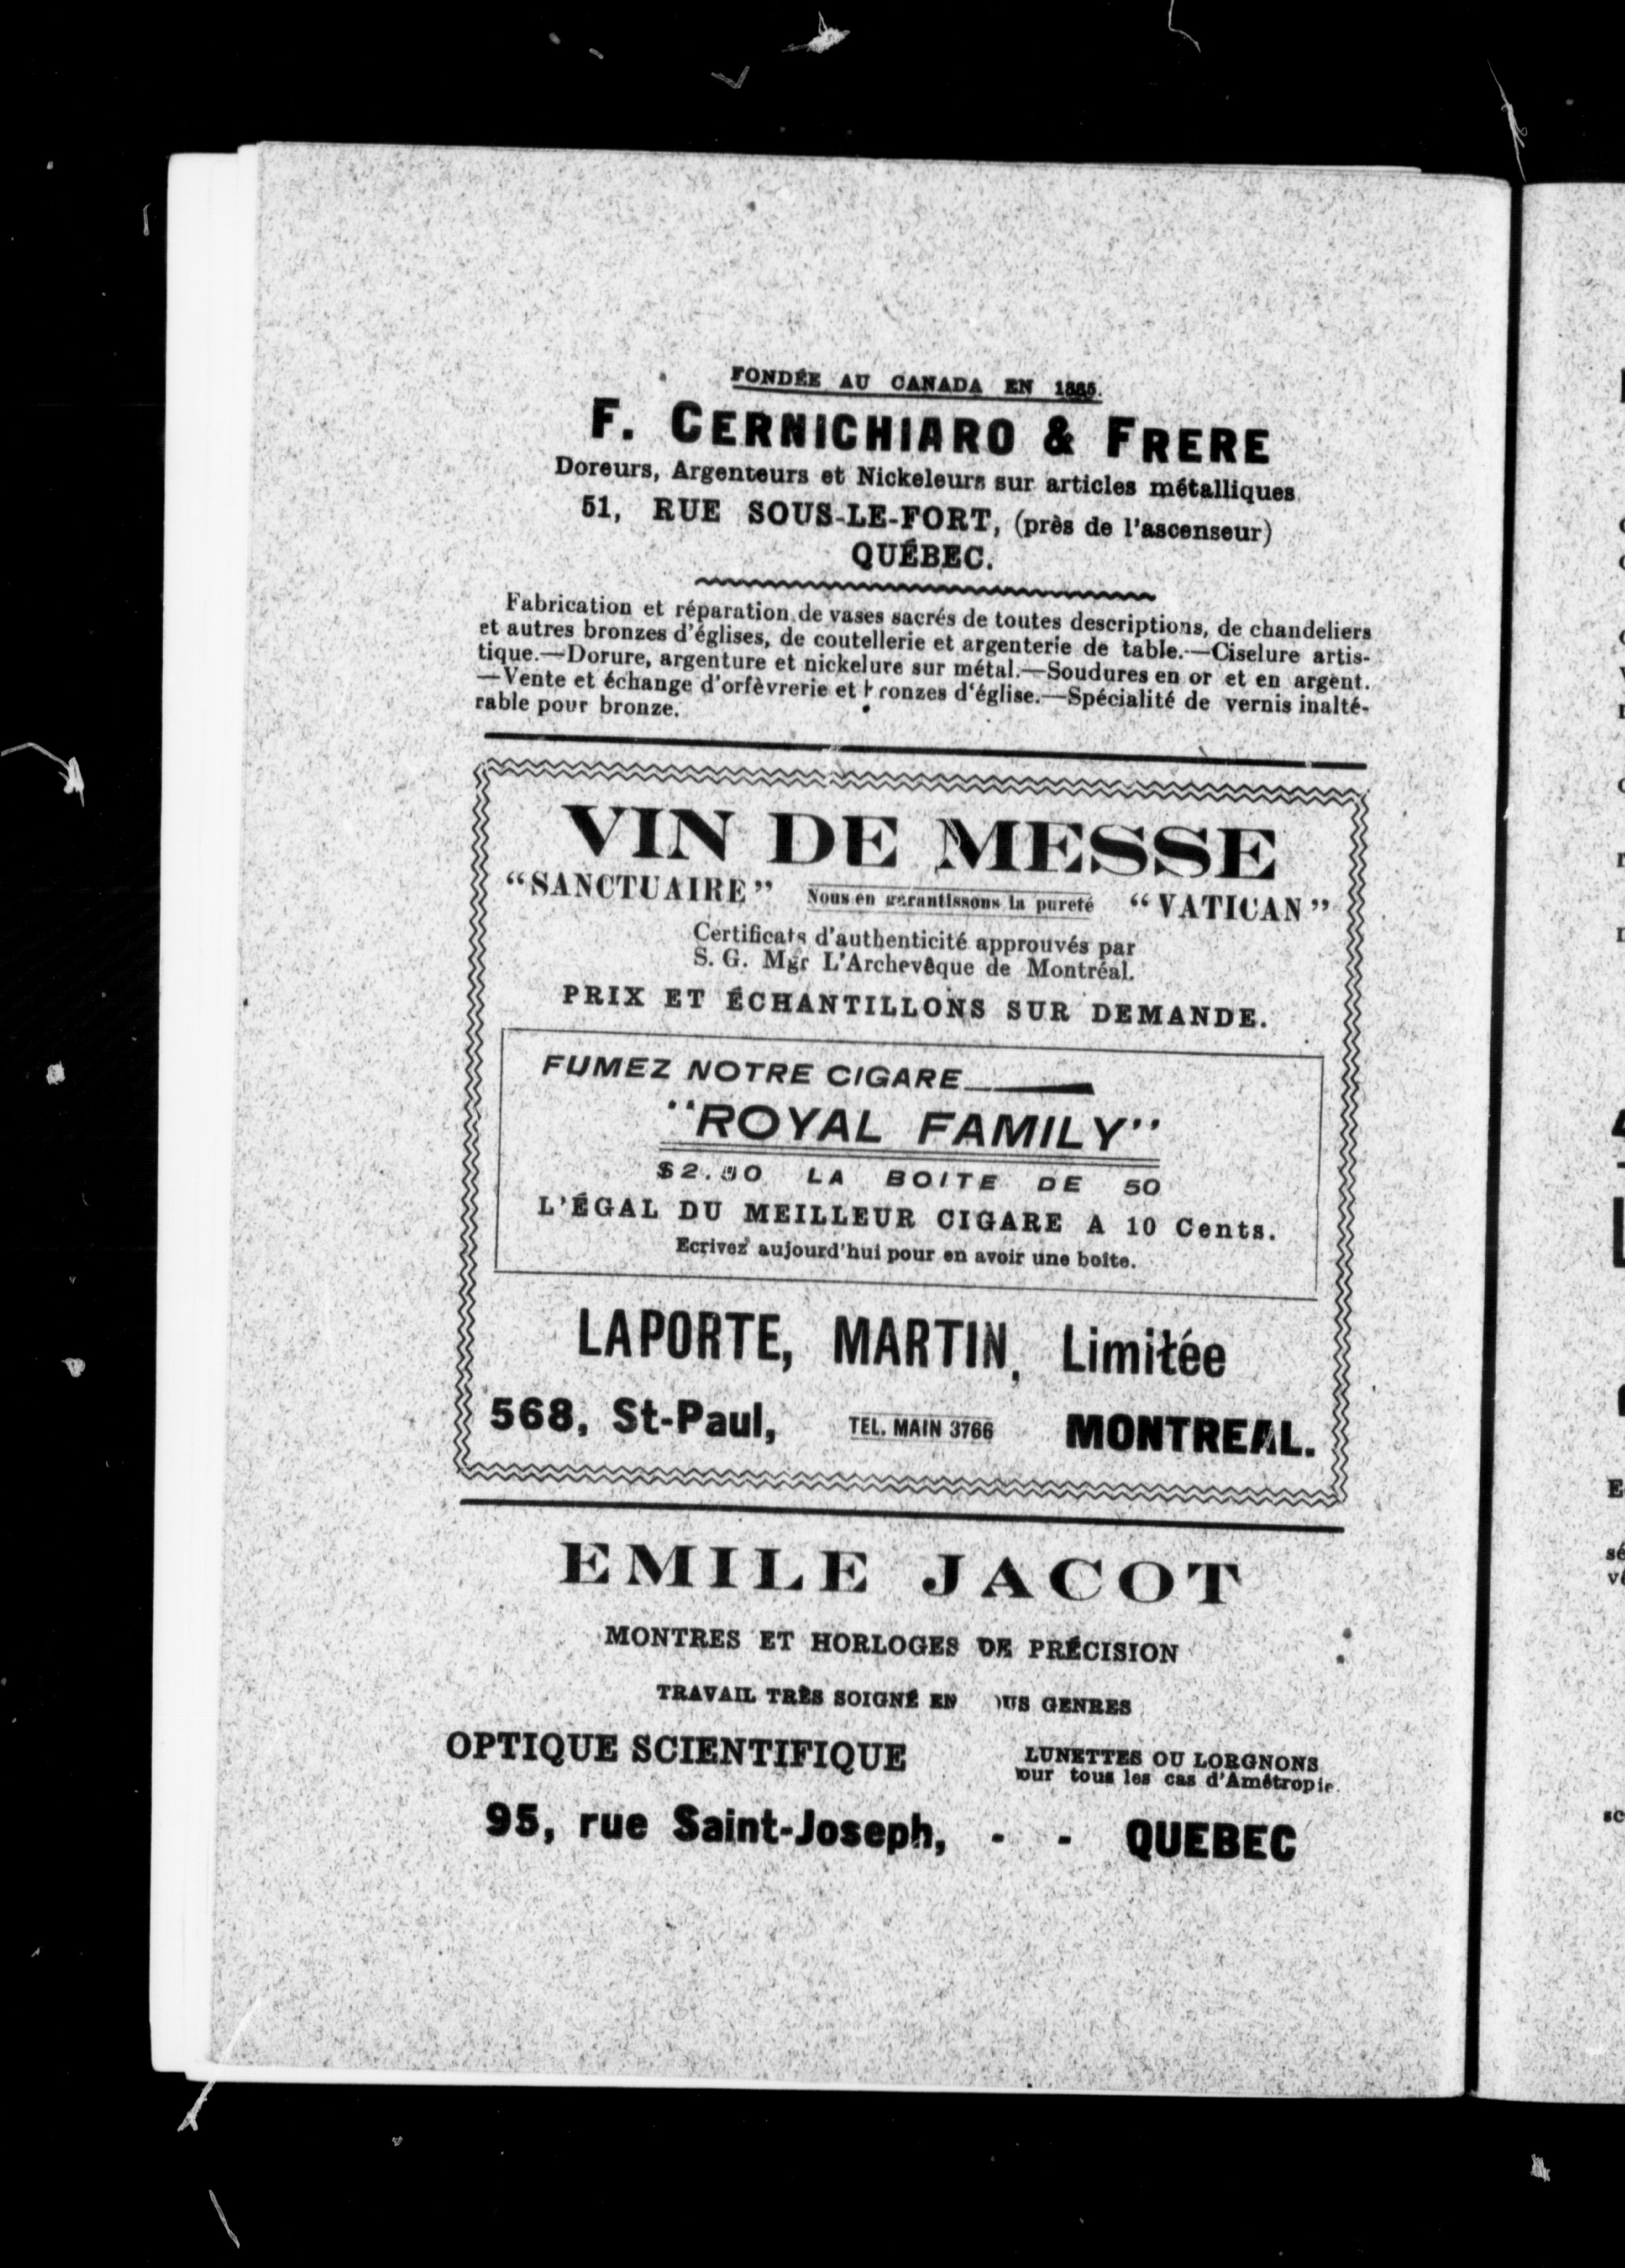 FONDÉE AU CANADA EN 1885.
F. CERNICHIARO & FRERE
Doreurs, Argenteurs et Nickeleurs sur articles métalliques
51, RUE SOUS-LE-FORT, (près de l'ascenseur)
QUÉBEC.
Fabrication et réparation de vases sacrés de toutes descriptions, de chandeliers
et autres bronzes d'églises, de coutellerie et argenterie de table.—Ciselure artis-
tique.—Dorure, argenture et nickelure sur métal.—Soudures en or et en argent.
—Vente et échange d'orfèvrerie et bronzes d'église.—Spécialité de vernis inalté-
rable pour bronze.
VIN DE MESSE
"SANCTUAIRE" Nous en garantissons la pureté "VATICAN"
Certificats d'authenticité approuvés par
S. G. Mgr L'Archevêque de Montréal.
PRIX ET ÉCHANTILLONS SUR DEMANDE.
FUMEZ NOTRE CIGARE
"ROYAL FAMILY"
LA BOITE DE 50
L'ÉGAL DU MEILLEUR CIGARE A 10 Cents.
Ecrivez aujourd'hui pour en avoir une boîte.
LAPORTE, MARTIN, Limitée
568, St-Paul, TEL. MAIN 3766 MONTREAL.
EMILE JACOT
MONTRES ET HORLOGES DE PRÉCISION
TRAVAIL TRÈS SOIGNÉ EN GENRES
OPTIQUE SCIENTIFIQUE LUNETTES OU LORGNONS
pour tous les cas d'Amétropie.
95, rue Saint-Joseph, - - QUEBEC